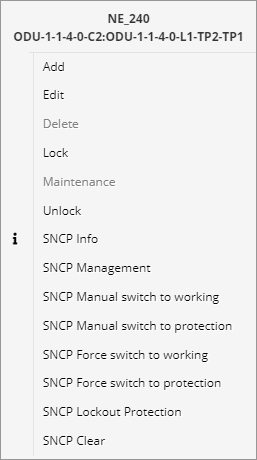 NE_240
ODU-1-1-4-0-C2:ODU-1-1-4-0-L1-TP2-TP1
Add
Edit
Delete
Lock
Maintenance
Unlock
SNCP Info
SNCP Management
SNCP Manual switch to working
SNCP Manual switch to protection
SNCP Force switch to working
SNCP Force switch to protection
SNCP Lockout Protection
SNCP Clear